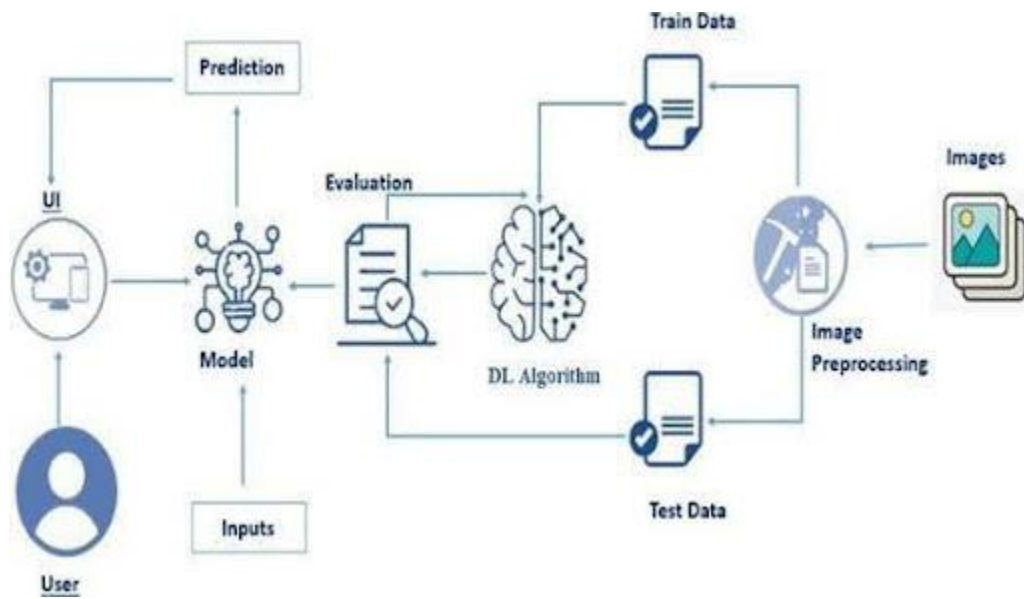 Train Data
Prediction
Images
Evaluation
UI
Image
Preprocessing
Model
DL Algorithm
Test Data
Inputs
User